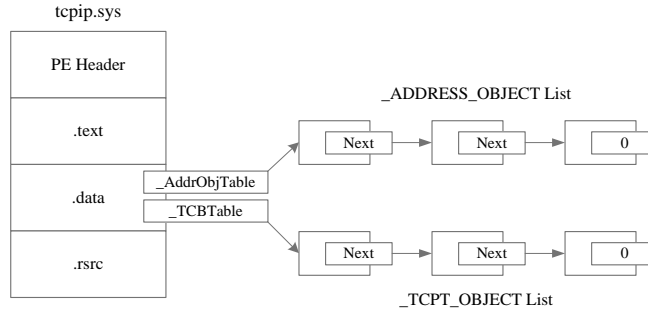 tcpip.sys
PE Header
_ADDRESS_OBJECT List
.text
Next
Next
0
_AddrObjTable
.data
_TCBTable
Next
Next
0
.rsrc
_TCPT_OBJECT List